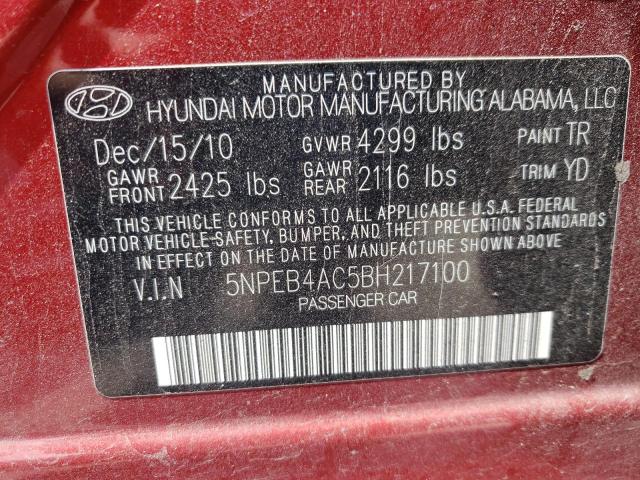 MANUFACTURED BY
HYUNDAI MOTOR MANUFACTURING ALABAMA, LLC
Dec/15/10 GVWR 4299 lbs PAINT TR
GAWR FRONT 2425 lbs GAWR REAR 2116 lbs TRIM YD
THIS VEHICLE CONFORMS TO ALL APPLICABLE U.S.A. FEDERAL
MOTOR VEHICLE-SAFETY, BUMPER, AND THEFT PREVENTION STANDARDS
IN EFFECT ON THE DATE OF MANUFACTURE SHOWN ABOVE
V.I.N 5NPEB4AC5BH217100
PASSENGER CAR